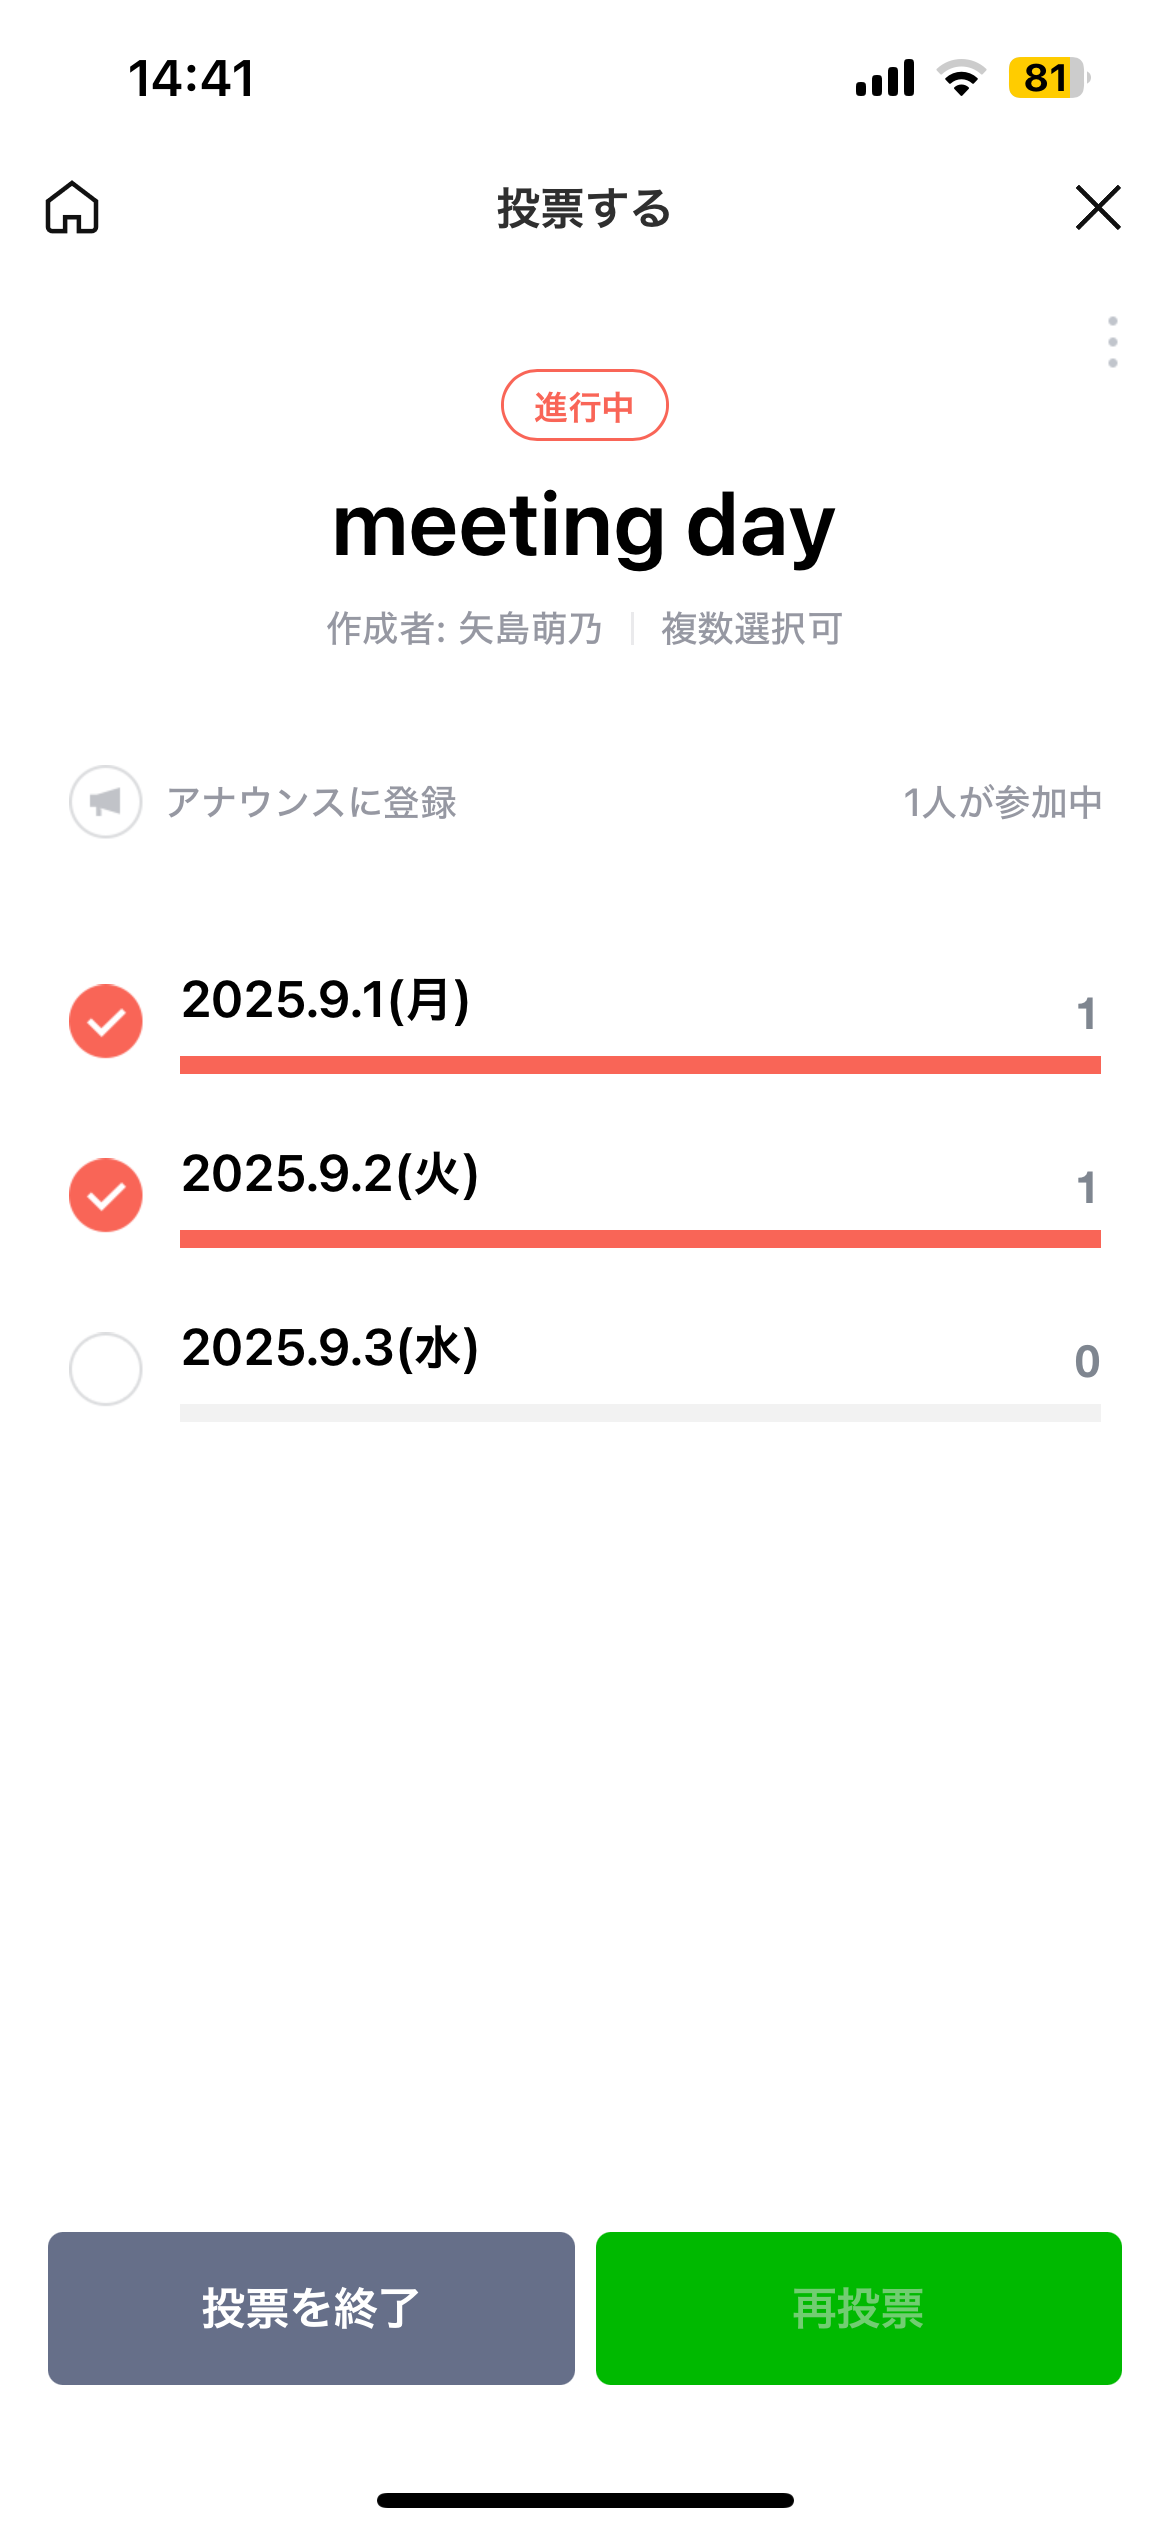 14:41
81
投票する
進行中
meeting day
作成者: 矢島萌乃 | 複数選択可
アナウンスに登録
1人が参加中
2025.9.1(月)
1
2025.9.2(火)
1
2025.9.3(水)
0
投票を終了
再投票